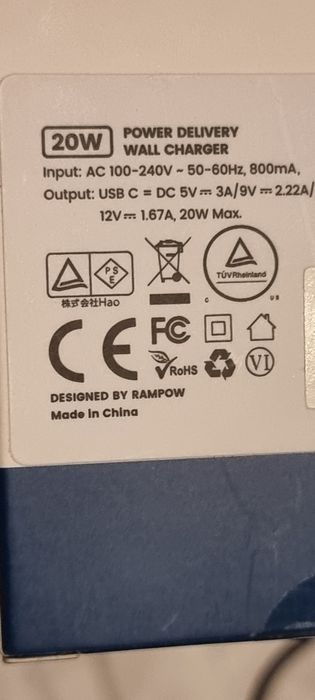 20W POWER DELIVERY
WALL CHARGER
Input: AC 100-240V ~ 50-60Hz, 800mA,
Output: USB C = DC 5V⎓3A/9V⎓2.22A/
12V⎓1.67A, 20W Max.
PSE
TÜVRheinland
C US
株式会社Hao
CE FC
RoHS VI
DESIGNED BY RAMPOW
Made in China